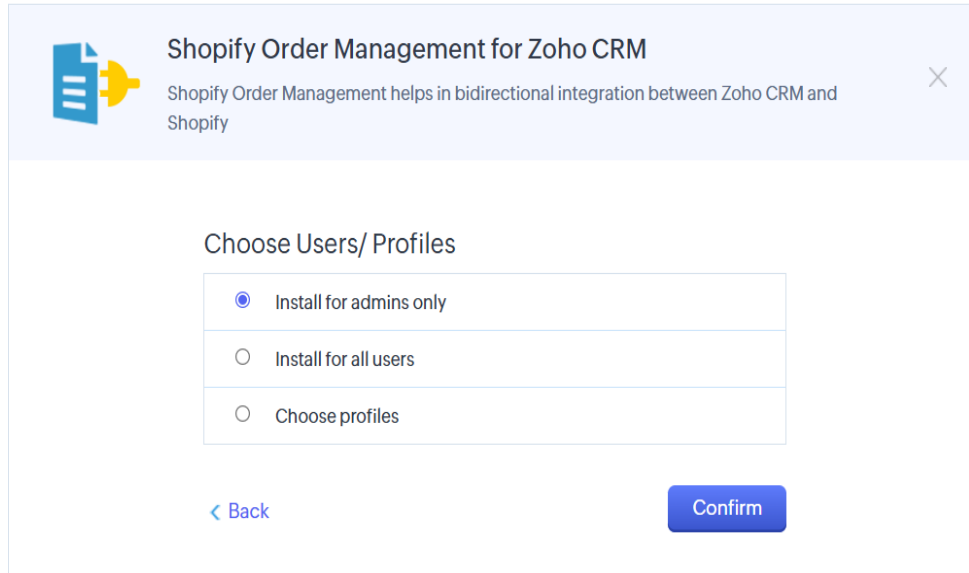 Shopify Order Management for Zoho CRM
Shopify Order Management helps in bidirectional integration between Zoho CRM and
Shopify
Choose Users/ Profiles
Install for admins only
Install for all users
Choose profiles
Back
Confirm